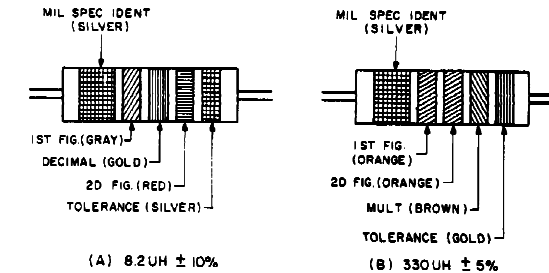 MIL SPEC IDENT
(SILVER)
1ST FIG.(GRAY)
DECIMAL (GOLD)
2D FIG.(RED)
TOLERANCE (SILVER)
(A) 8.2UH ± 10%
MIL SPEC IDENT
(SILVER)
1ST FIG.
(ORANGE)
2D FIG.(ORANGE)
MULT (BROWN)
TOLERANCE (GOLD)
(B) 330UH ± 5%